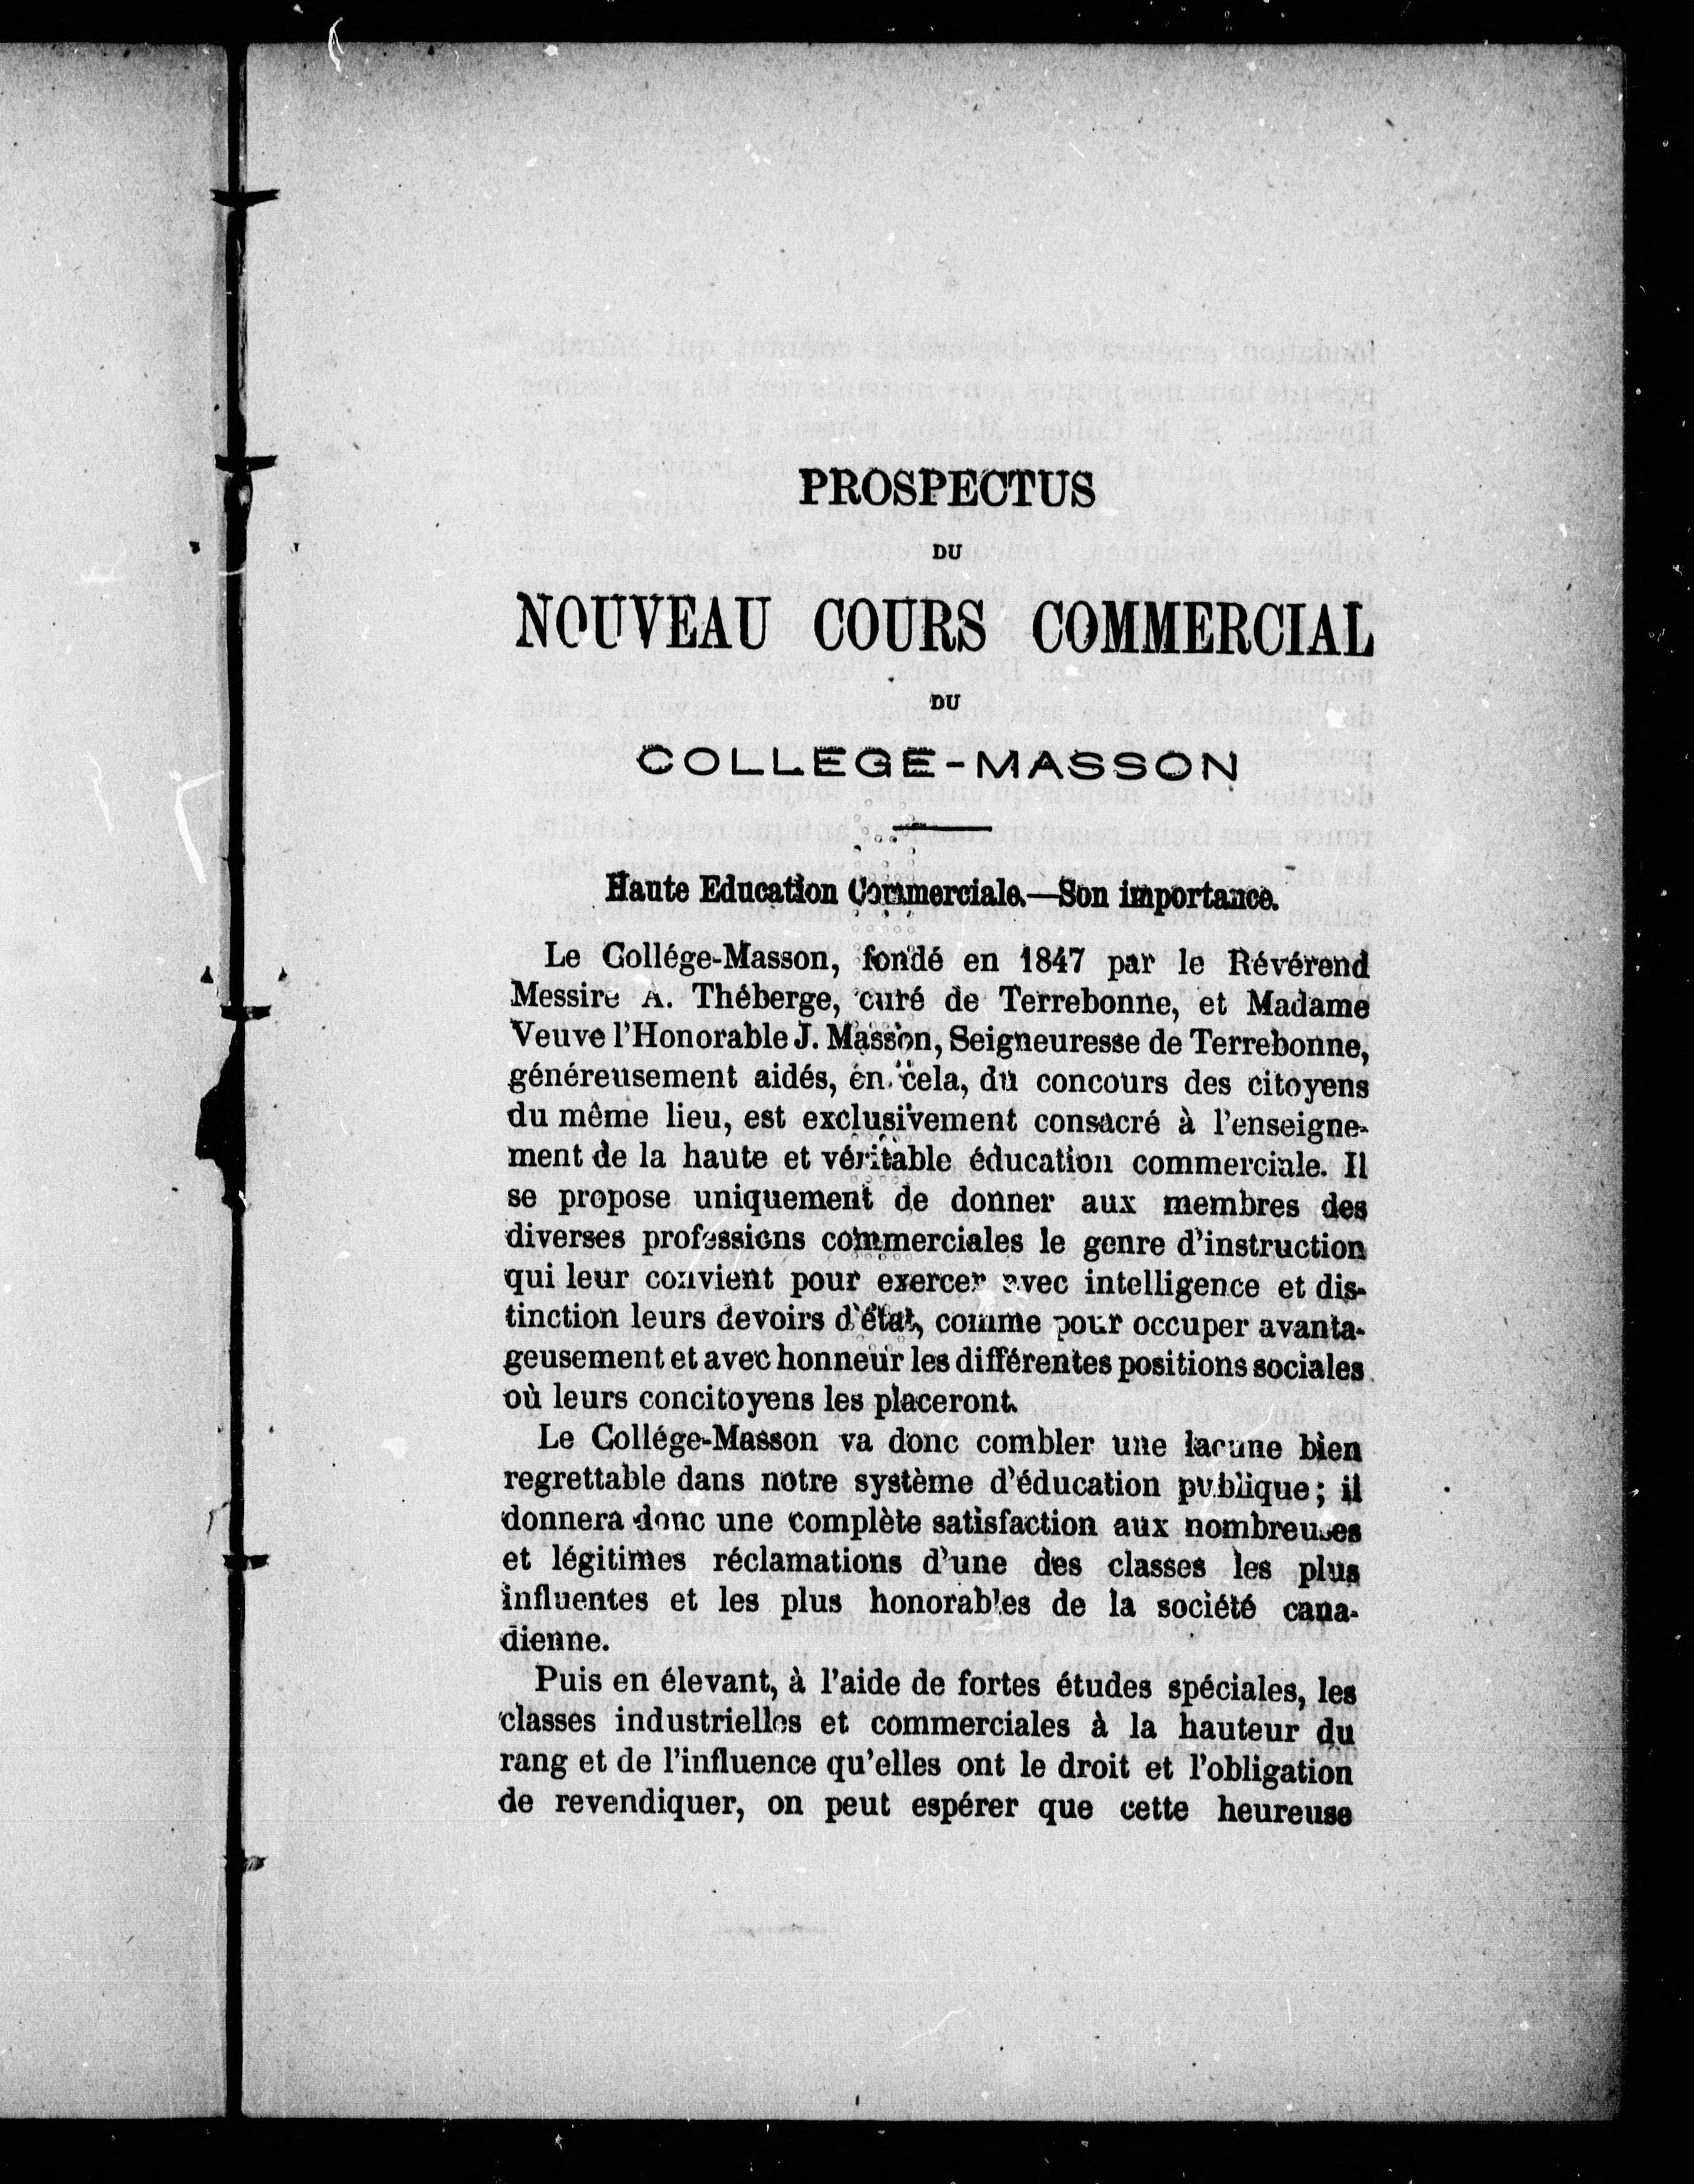 PROSPECTUS
DU
NOUVEAU COURS COMMERCIAL
DU
COLLEGE-MASSON
Haute Education Commerciale.—Son importance.
Le Collége-Masson, fondé en 1847 par le Révérend
Messire A. Théberge, curé de Terrebonne, et Madame
Veuve l'Honorable J. Masson, Seigneuresse de Terrebonne,
généreusement aidés, en cela, du concours des citoyens
du même lieu, est exclusivement consacré à l'enseigne-
ment de la haute et véritable éducation commerciale. Il
se propose uniquement de donner aux membres des
diverses professions commerciales le genre d'instruction
qui leur convient pour exercer avec intelligence et dis-
tinction leurs devoirs d'état, comme pour occuper avanta-
geusement et avec honneur les différentes positions sociales
où leurs concitoyens les placeront.
Le Collége-Masson va donc combler une lacune bien
regrettable dans notre système d'éducation publique; il
donnera donc une complète satisfaction aux nombreuses
et légitimes réclamations d'une des classes les plus
influentes et les plus honorables de la société cana-
dienne.
Puis en élevant, à l'aide de fortes études spéciales, les
classes industrielles et commerciales à la hauteur du
rang et de l'influence qu'elles ont le droit et l'obligation
de revendiquer, on peut espérer que cette heureuse